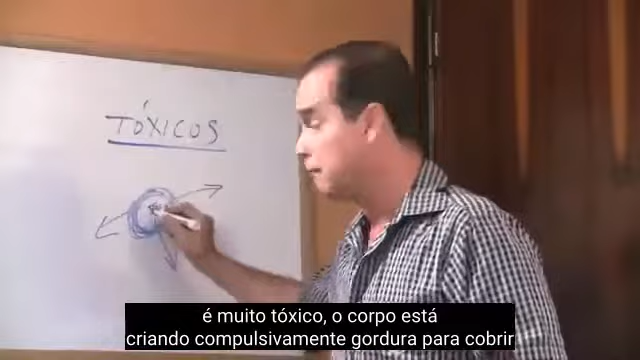 TÓXICOS
é muito tóxico, o corpo está
criando compulsivamente gordura para cobrir